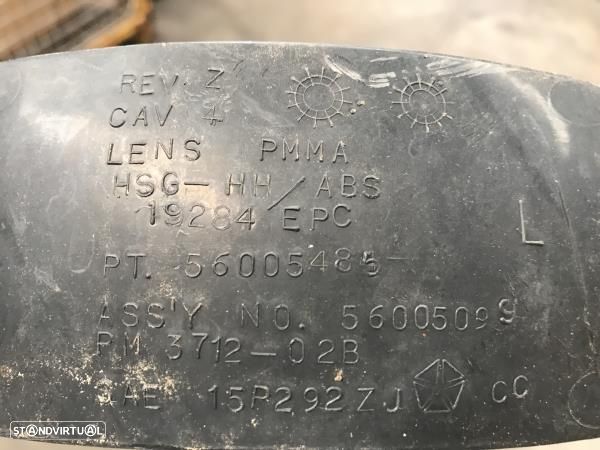 REV. Z
CAV 4
LENS PMMA
HSG-HH/ABS
19284 EPC
L
PT. 56005485
ASS'Y NO. 56005099
PM 3712-02B
SAE 15P292ZJ CC
STANDVIRTUAL